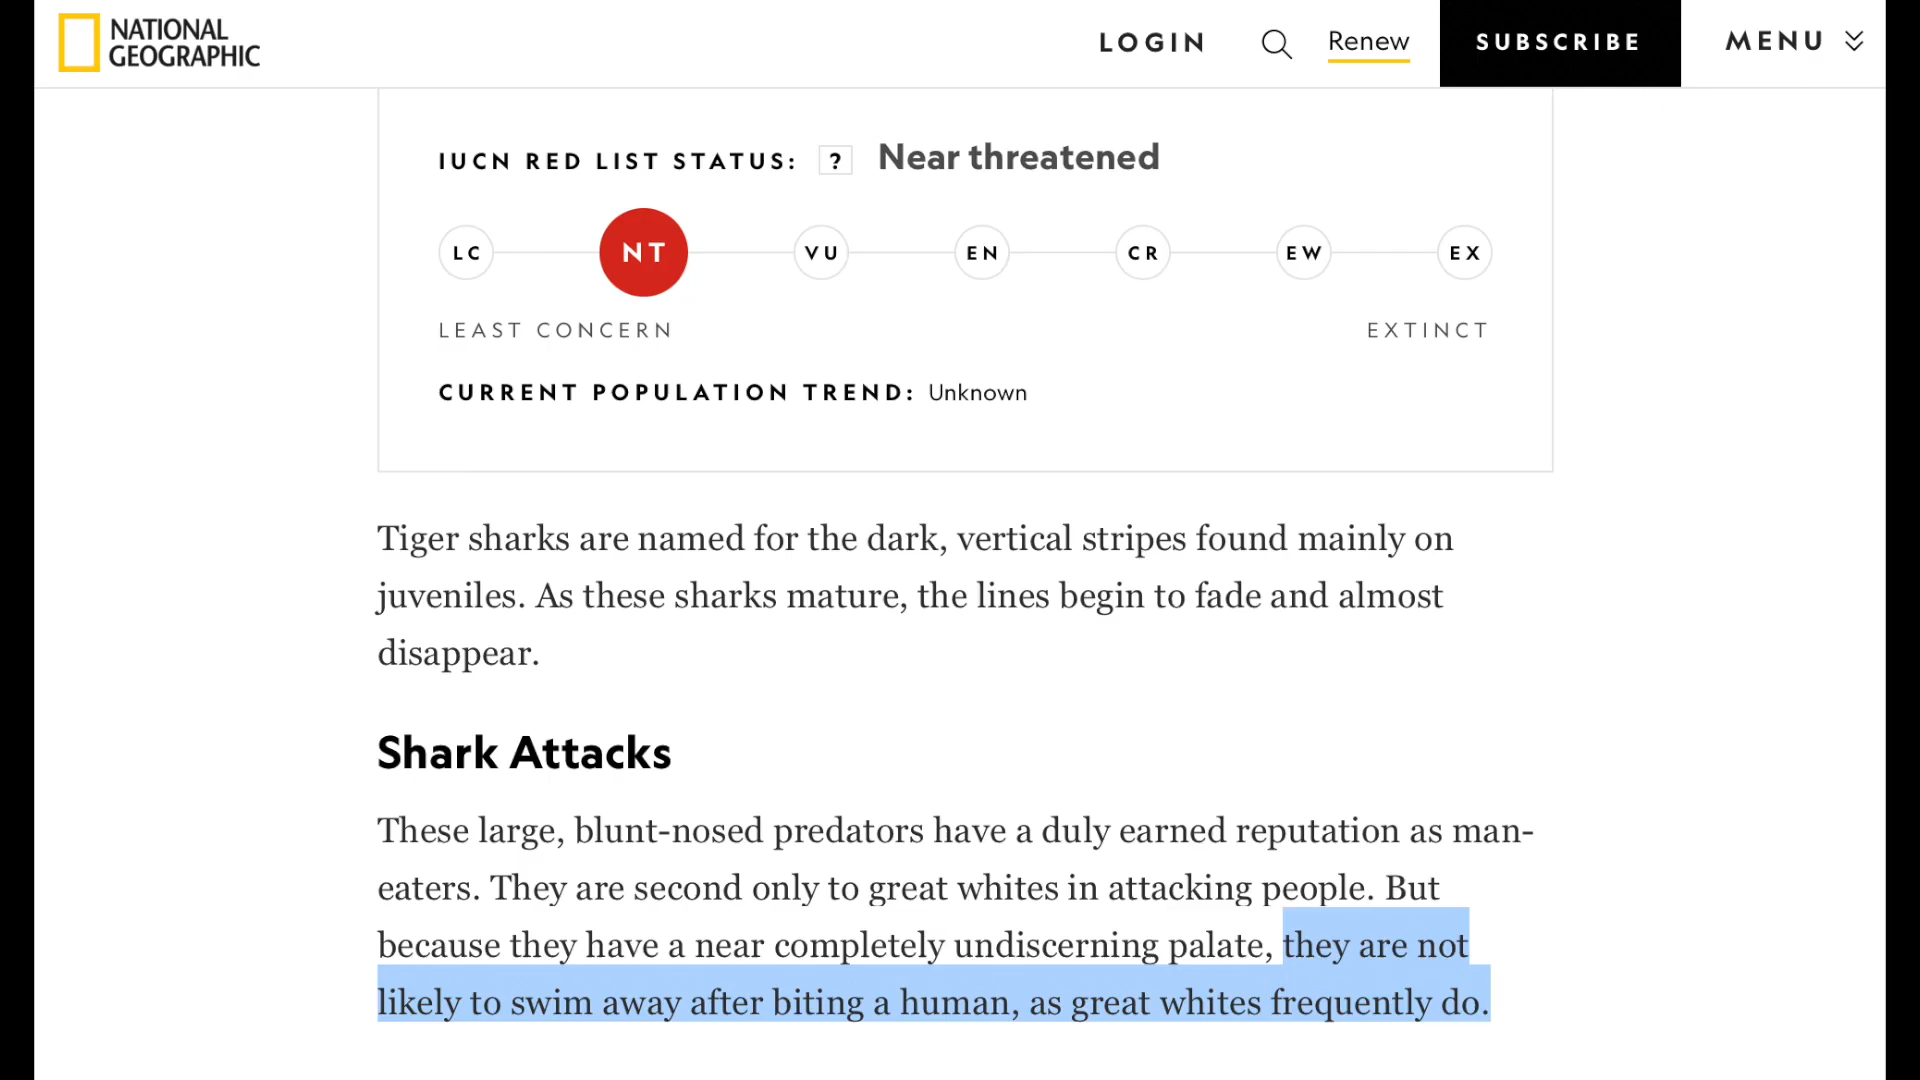 NATIONAL
GEOGRAPHIC
LOGIN
Renew
SUBSCRIBE
MENU
IUCN RED LIST STATUS: ? Near threatened
LC NT VU EN CR EW EX
LEAST CONCERN EXTINCT
CURRENT POPULATION TREND: Unknown
Tiger sharks are named for the dark, vertical stripes found mainly on
juveniles. As these sharks mature, the lines begin to fade and almost
disappear.
Shark Attacks
These large, blunt-nosed predators have a duly earned reputation as man-
eaters. They are second only to great whites in attacking people. But
because they have a near completely undiscerning palate, they are not
likely to swim away after biting a human, as great whites frequently do.